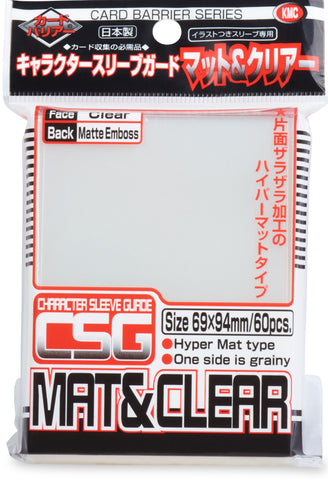 CARD BARRIER SERIES
カード
バリアー
KMC
日本製
イラストつきスリーブ専用
●カード収集の必需品●
キャラクタースリーブガード マット&クリアー
Face Clear
Back Matte Emboss
片面ザラザラ加工の
ハイパーマットタイプ
CHARACTER SLEEVE GUARD
CSG
Size 69×94mm/60pcs.
●Hyper Mat type
●One side is grainy
MAT&CLEAR